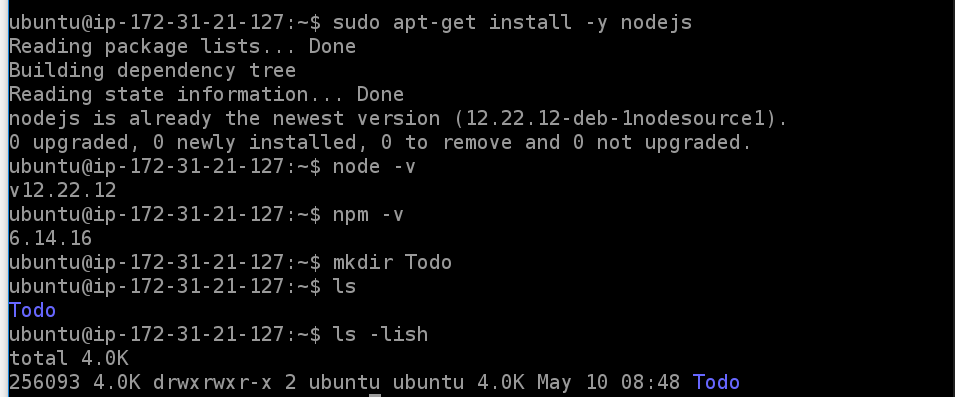 ubuntu@ip-172-31-21-127:~$ sudo apt-get install -y nodejs
Reading package lists... Done
Building dependency tree
Reading state information... Done
nodejs is already the newest version (12.22.12-deb-1nodesource1).
0 upgraded, 0 newly installed, 0 to remove and 0 not upgraded.
ubuntu@ip-172-31-21-127:~$ node -v
v12.22.12
ubuntu@ip-172-31-21-127:~$ npm -v
6.14.16
ubuntu@ip-172-31-21-127:~$ mkdir Todo
ubuntu@ip-172-31-21-127:~$ ls
Todo
ubuntu@ip-172-31-21-127:~$ ls -lish
total 4.0K
256093 4.0K drwxrwxr-x 2 ubuntu ubuntu 4.0K May 10 08:48 Todo